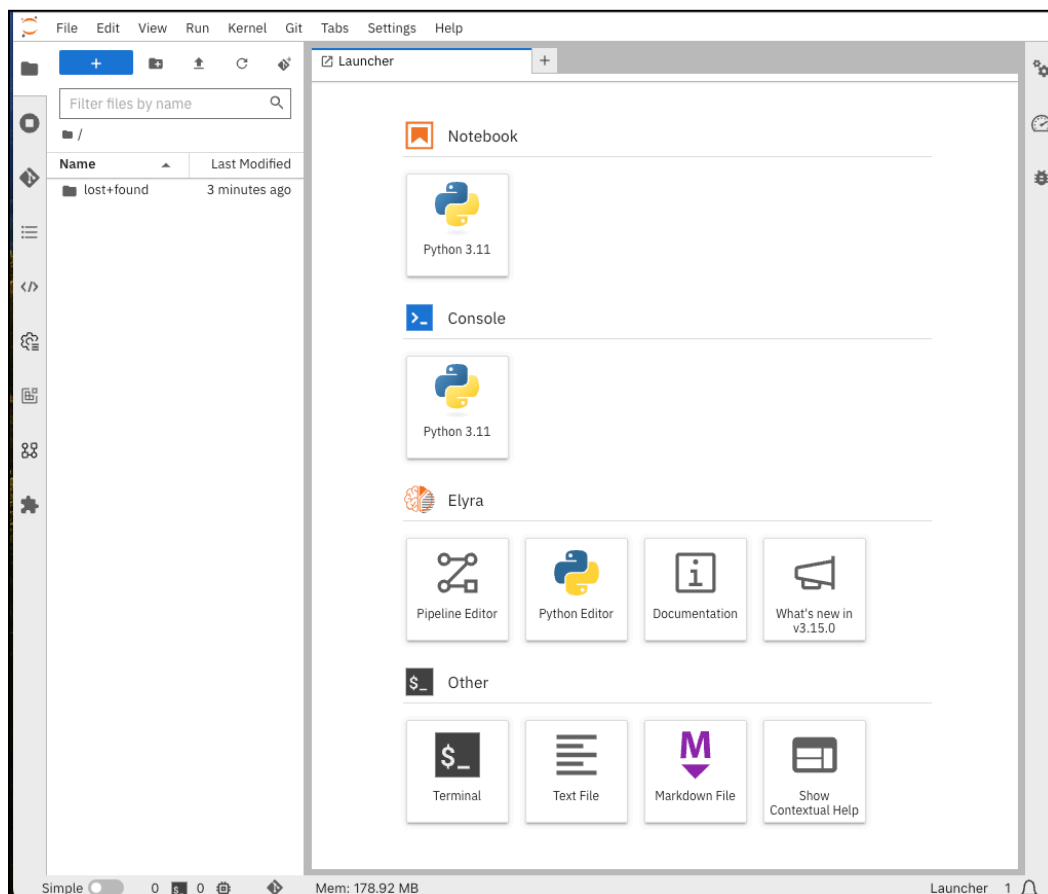 File Edit View Run Kernel Git Tabs Settings Help
+
Launcher
+
Filter files by name
/
Name Last Modified
lost+found 3 minutes ago
Notebook
Python 3.11
>_ Console
Python 3.11
Elyra
Pipeline Editor Python Editor Documentation What's new in
v3.15.0
$_ Other
$_ M
Terminal Text File Markdown File Show
Contextual Help
Simple 0 $_ 0 Mem: 178.92 MB Launcher 1